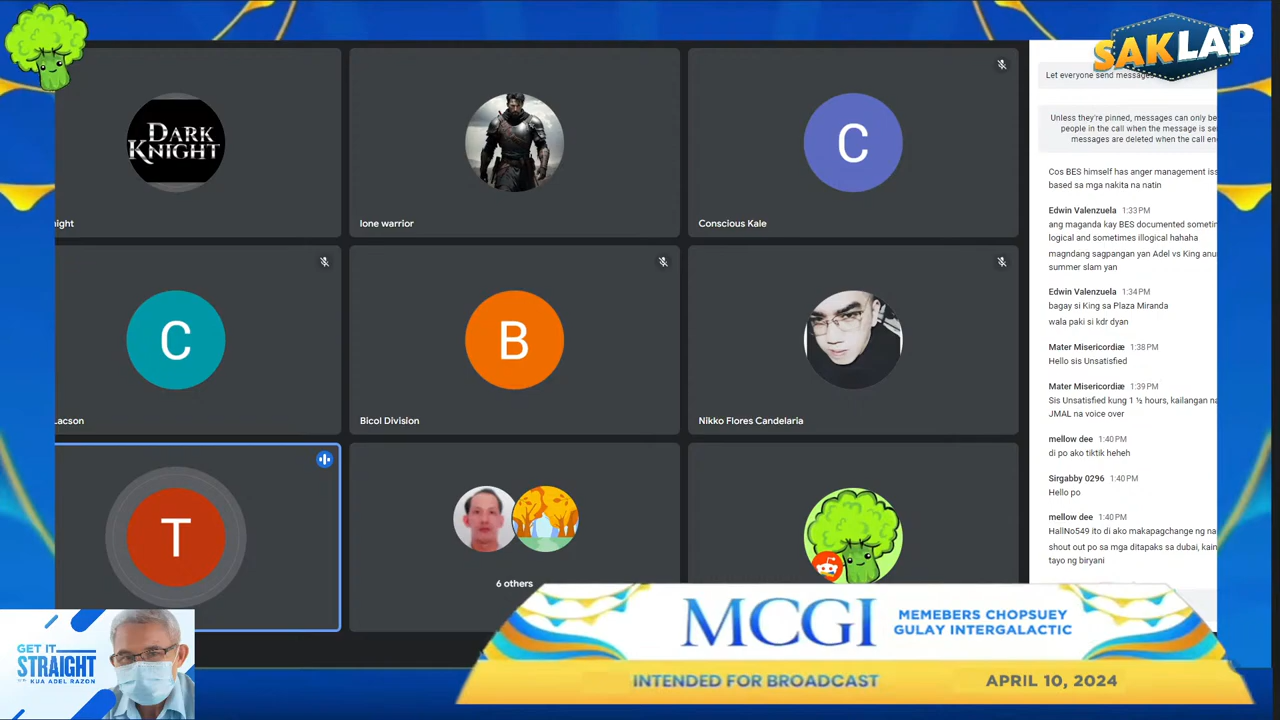 SAKLAP
DARK
KNIGHT
ight
lone warrior
C
Conscious Kale
C
Lacson
B
Bicol Division
Nikko Flores Candelaria
T
6 others
Let everyone send messages
Unless they're pinned, messages can only be
people in the call when the message is se
messages are deleted when the call en
Cos BES himself has anger management iss
based sa mga nakita na natin
Edwin Valenzuela 1:33 PM
ang maganda kay BES documented sometin
logical and sometimes illogical hahaha
magndang sagpangan yan Adel vs King anu
summer slam yan
Edwin Valenzuela 1:34 PM
bagay si King sa Plaza Miranda
wala paki si kdr dyan
Mater Misericordiæ 1:38 PM
Hello sis Unsatisfied
Mater Misericordiæ 1:39 PM
Sis Unsatisfied kung 1 ½ hours, kailangan na
JMAL na voice over
mellow dee 1:40 PM
di po ako tiktik heheh
Sirgabby 0296 1:40 PM
Hello po
mellow dee 1:40 PM
HallNo549 ito di ako makapagchange ng na
shout out po sa mga ditapaks sa dubai, kain
tayo ng biryani
GET IT
STRAIGHT
KUA ADEL RAZON
MCGI
MEMEBERS CHOPSUEY
GULAY INTERGALACTIC
INTENDED FOR BROADCAST
APRIL 10, 2024